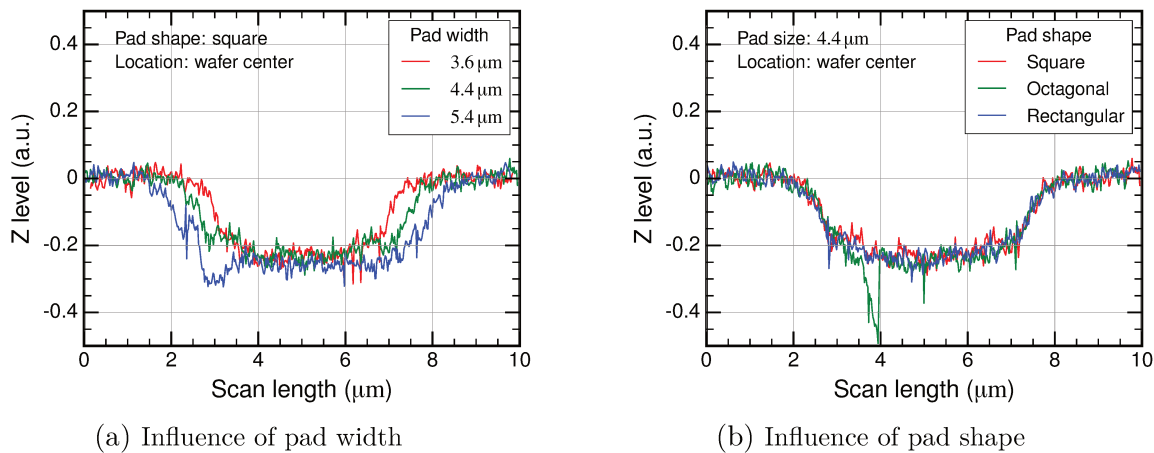 Pad shape: square
Location: wafer center
Pad width
3.6 μm
4.4 μm
5.4 μm
0.4
0.2
0
-0.2
-0.4
Z level (a.u.)
0 2 4 6 8 10
Scan length (μm)
(a) Influence of pad width
Pad size: 4.4 μm
Location: wafer center
Pad shape
Square
Octagonal
Rectangular
0.4
0.2
0
-0.2
-0.4
Z level (a.u.)
0 2 4 6 8 10
Scan length (μm)
(b) Influence of pad shape